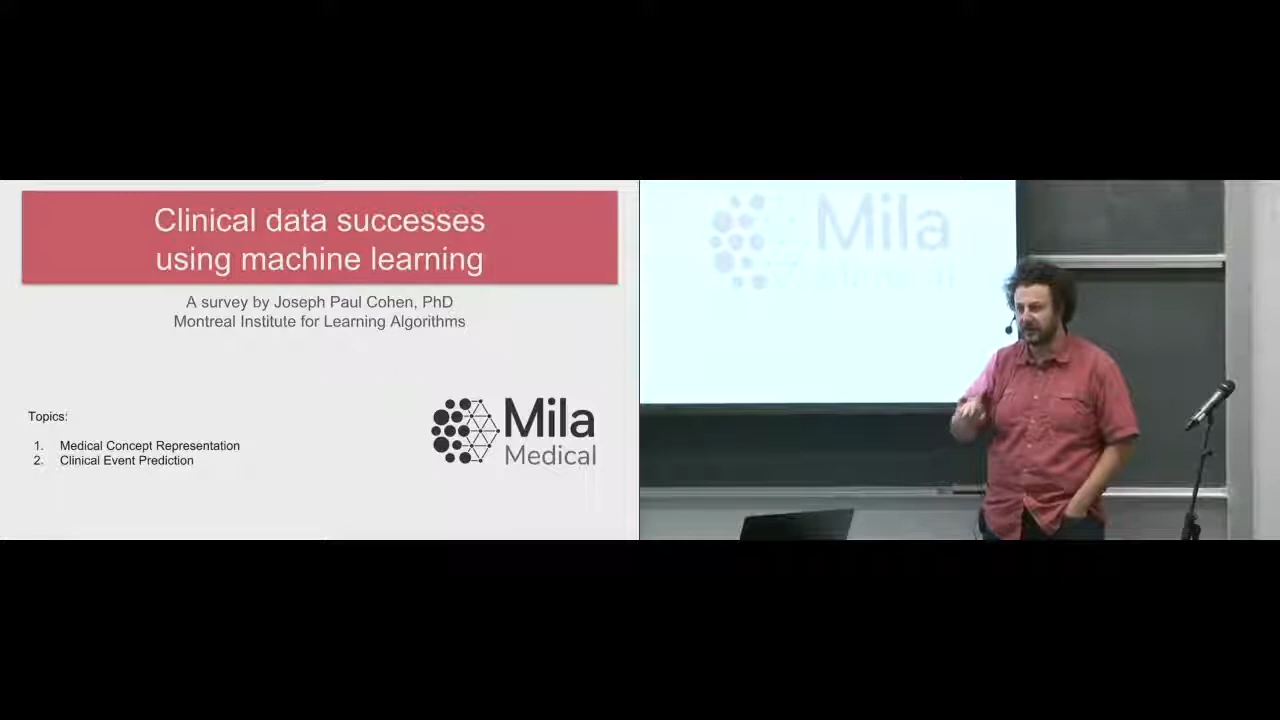 Clinical data successes
using machine learning
A survey by Joseph Paul Cohen, PhD
Montreal Institute for Learning Algorithms
Topics:
1. Medical Concept Representation
2. Clinical Event Prediction
Mila
Medical
Mila